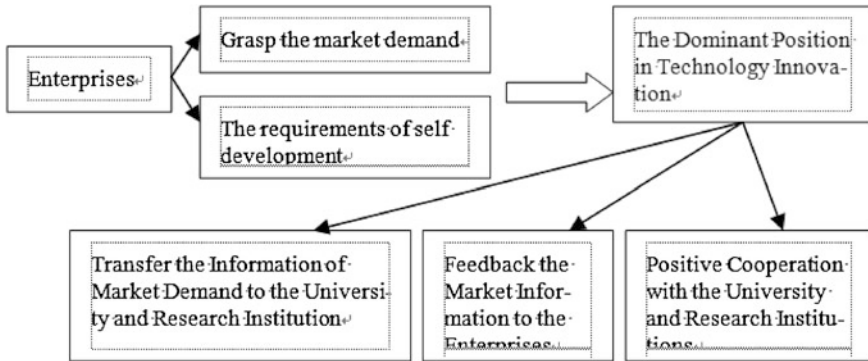 Grasp the market demand
Enterprises
The requirements of self
development
The Dominant Position
in Technology Innova-
tion
Transfer the Information of
Market Demand to the Universi-
ty and Research Institution
Feedback the
Market Infor-
mation to the
Enterprises
Positive Cooperation
with the University
and Research Institu-
tions